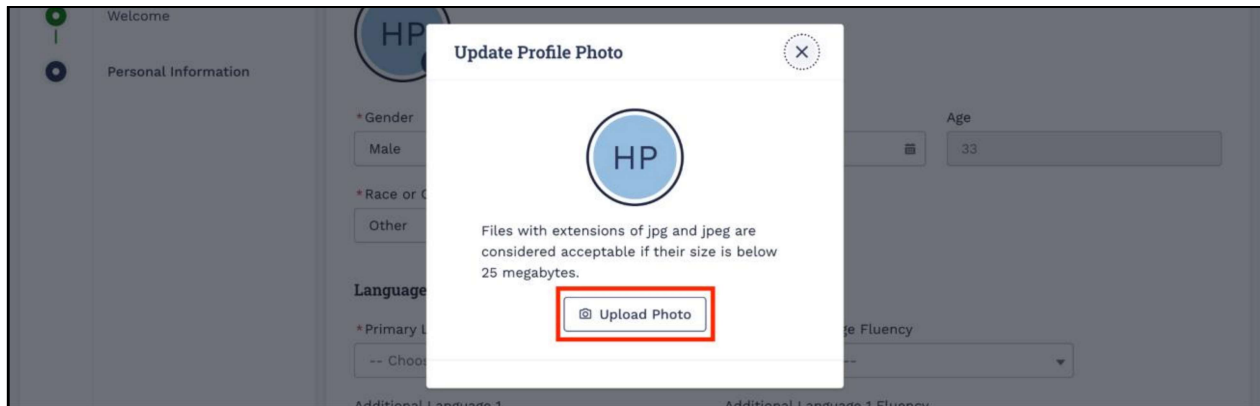 Welcome
HP
Update Profile Photo
Personal Information
*Gender
Age
Male
HP
33
*Race or
Other
Files with extensions of jpg and jpeg are
considered acceptable if their size is below
25 megabytes.
Language
Upload Photo
*Primary
Fluency
-- Choo
--
Additional Language 1
Additional Language 1 Fluency